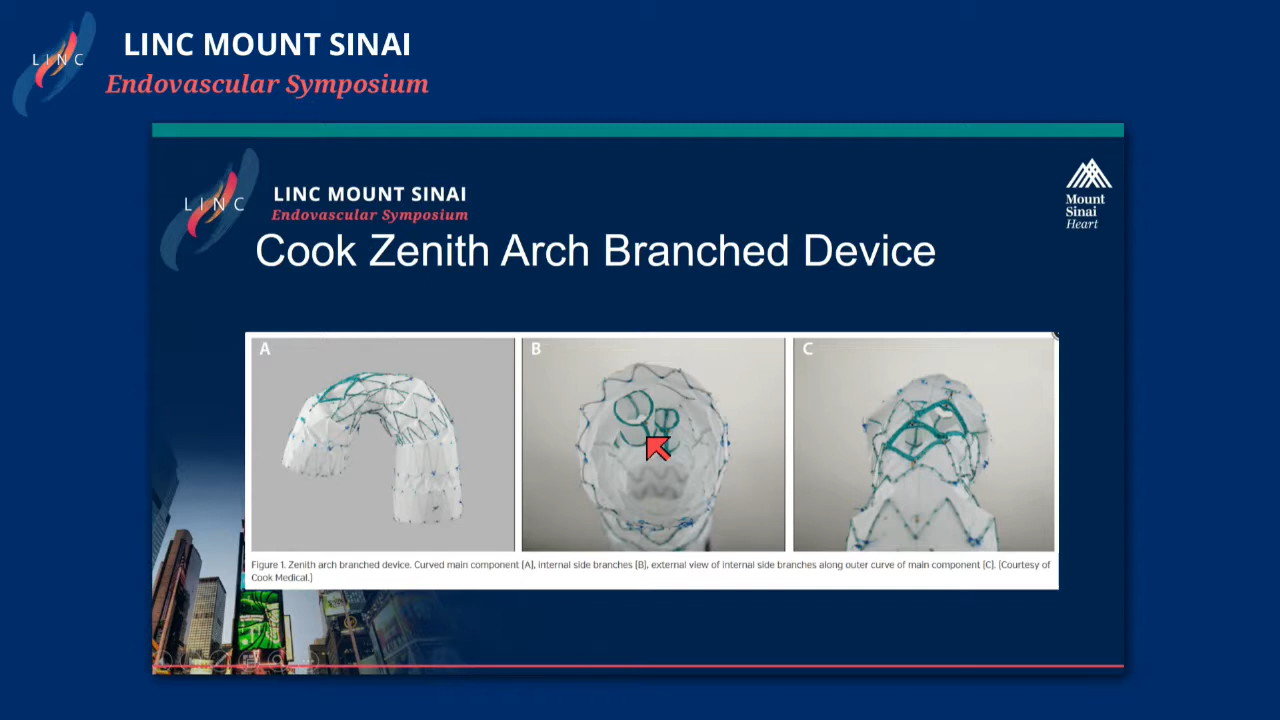 LINC
LINC MOUNT SINAI
Endovascular Symposium
LINC
LINC MOUNT SINAI
Endovascular Symposium
Mount
Sinai
Heart
Cook Zenith Arch Branched Device
A
B
C
Figure 1. Zenith arch branched device. Curved main component (A), internal side branches (B), external view of internal side branches along outer curve of main component (C). (Courtesy of
Cook Medical.)